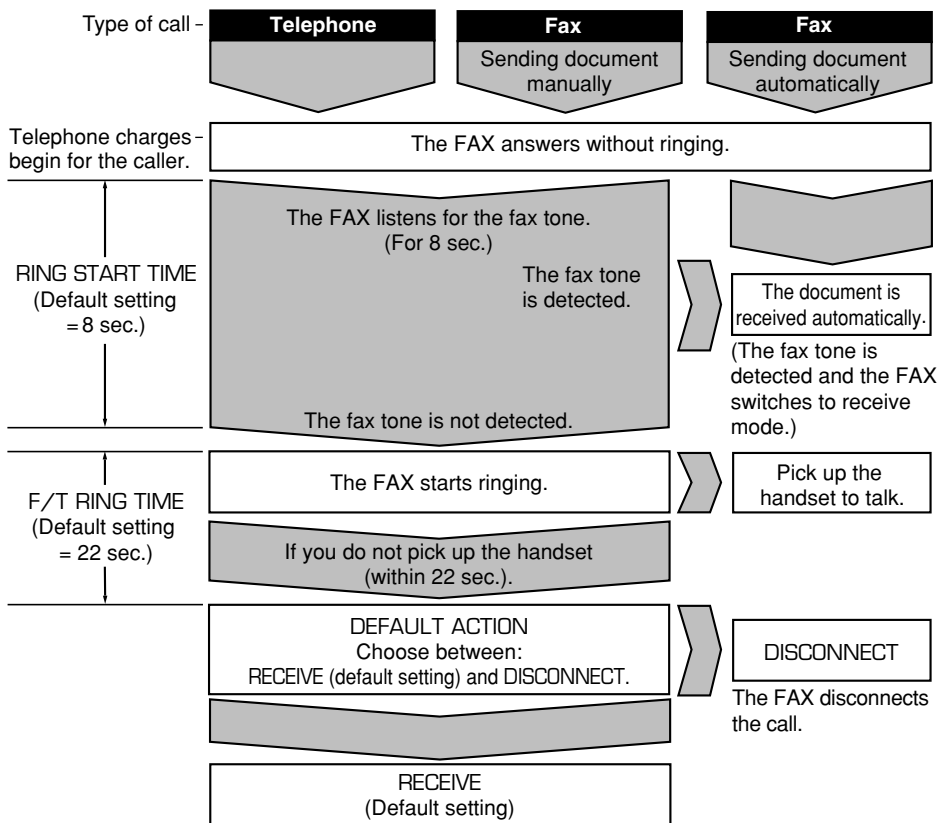 Type of call -
Telephone
Fax
Fax
Sending document
manually
Sending document
automatically
Telephone charges -
begin for the caller.
The FAX answers without ringing.
RING START TIME
(Default setting
= 8 sec.)
The FAX listens for the fax tone.
(For 8 sec.)
The fax tone
is detected.
The document is
received automatically.
(The fax tone is
detected and the FAX
switches to receive
mode.)
The fax tone is not detected.
F/T RING TIME
(Default setting
= 22 sec.)
The FAX starts ringing.
Pick up the
handset to talk.
If you do not pick up the handset
(within 22 sec.).
DEFAULT ACTION
Choose between:
RECEIVE (default setting) and DISCONNECT.
DISCONNECT
The FAX disconnects
the call.
RECEIVE
(Default setting)